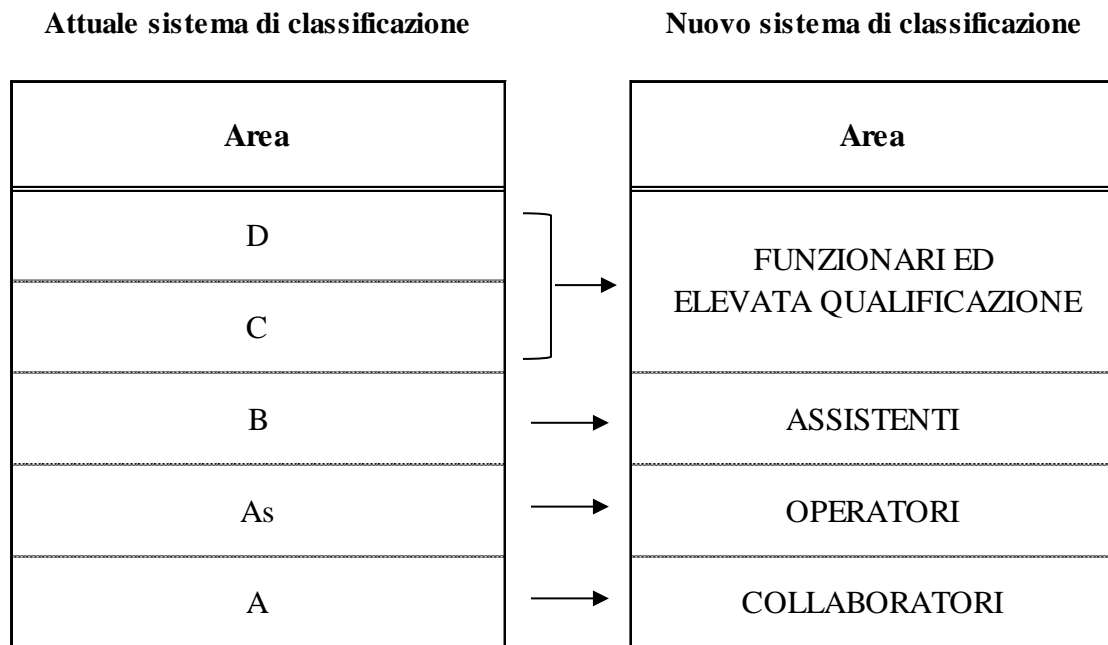 Attuale sistema di classificazione
Nuovo sistema di classificazione
Area
Area
D
FUNZIONARI ED
ELEVATA QUALIFICAZIONE
C
B
ASSISTENTI
As
OPERATORI
A
COLLABORATORI